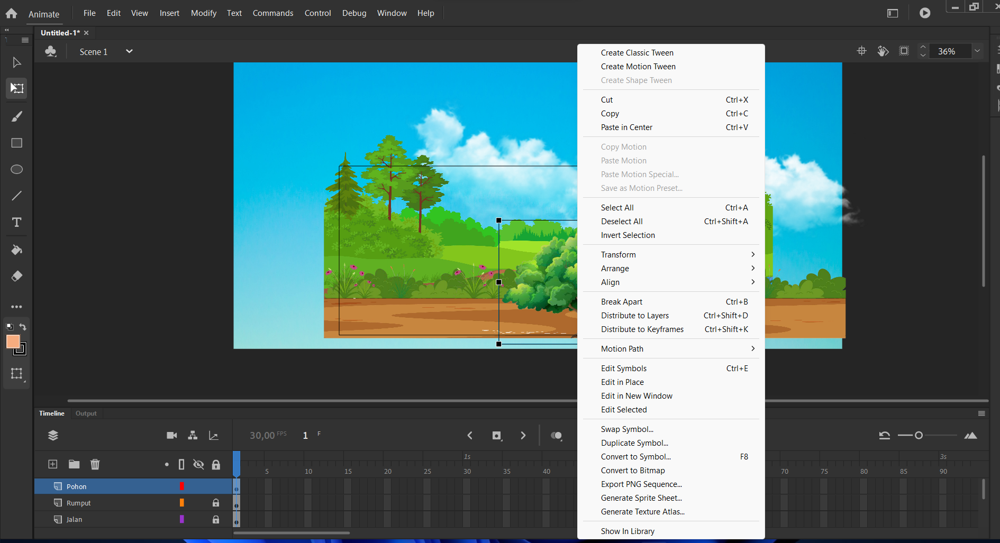 Animate
File Edit View Insert Modify Text Commands Control Debug Window Help
Untitled-1*
Scene 1
36%
Create Classic Tween
Create Motion Tween
Create Shape Tween
Cut Ctrl+X
Copy Ctrl+C
Paste in Center Ctrl+V
Copy Motion
Paste Motion
Paste Motion Special...
Save as Motion Preset...
Select All Ctrl+A
Deselect All Ctrl+Shift+A
Invert Selection
Transform
Arrange
Align
Break Apart Ctrl+B
Distribute to Layers Ctrl+Shift+D
Distribute to Keyframes Ctrl+Shift+K
Motion Path
Edit Symbols Ctrl+E
Edit in Place
Edit in New Window
Edit Selected
Swap Symbol...
Duplicate Symbol...
Convert to Symbol... F8
Convert to Bitmap
Export PNG Sequence...
Generate Sprite Sheet...
Generate Texture Atlas...
Show In Library
Timeline Output
30,00 FPS 1 F
1s 3s
5 10 15 20 25 30 35 40 70 75 80 85 90
Pohon
Rumput
Jalan